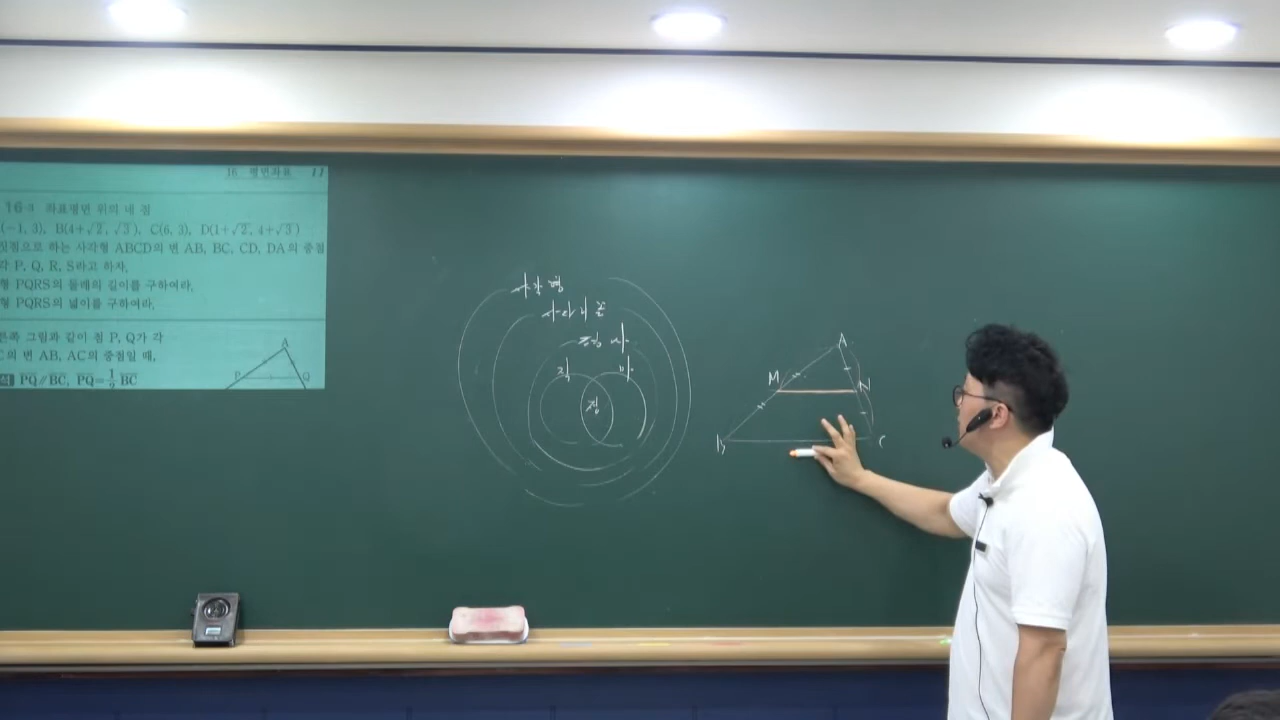 16 평면좌표 11
16-3 좌표평면 위의 네 점
(-1, 3), B(4+√2, √3), C(6, 3), D(1+√2, 4+√3)
짓점으로 하는 사각형 ABCD의 변 AB, BC, CD, DA의 중점
각 P, Q, R, S라고 하자.
형 PQRS의 둘레의 길이를 구하여라.
형 PQRS의 넓이를 구하여라.
른쪽 그림과 같이 점 P, Q가 각
C의 변 AB, AC의 중점일 때,
석 PQ∥BC, PQ=1/2 BC
A
P Q
사각형
사다리꼴
평행 사.
직 마
정
A
M N
B C